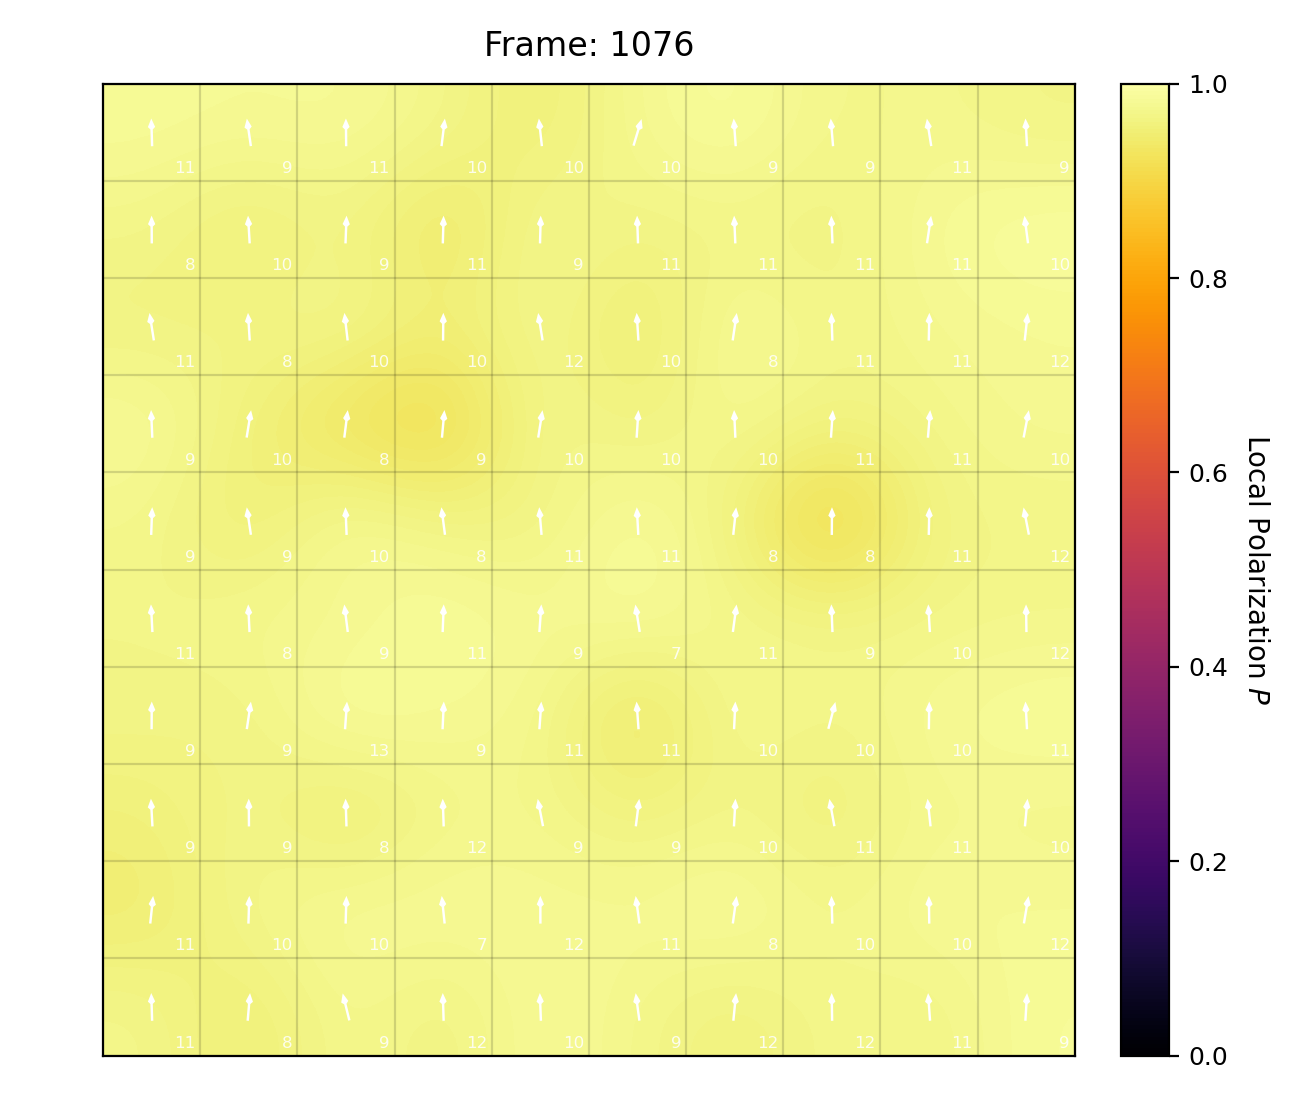 Frame: 1076
11 9 11 10 10 10 9 9 11 9
8 10 9 11 9 11 11 11 11 10
11 8 10 10 12 10 8 11 11 12
9 10 8 9 10 10 10 11 11 10
9 9 10 8 11 11 8 8 11 12
11 8 9 11 9 7 11 9 10 12
9 9 13 9 11 11 10 10 10 11
9 9 8 12 9 9 10 11 11 10
11 10 10 7 12 11 8 10 10 12
11 8 9 12 10 9 12 12 11 9
1.0
0.8
0.6
0.4
0.2
0.0
Local Polarization P